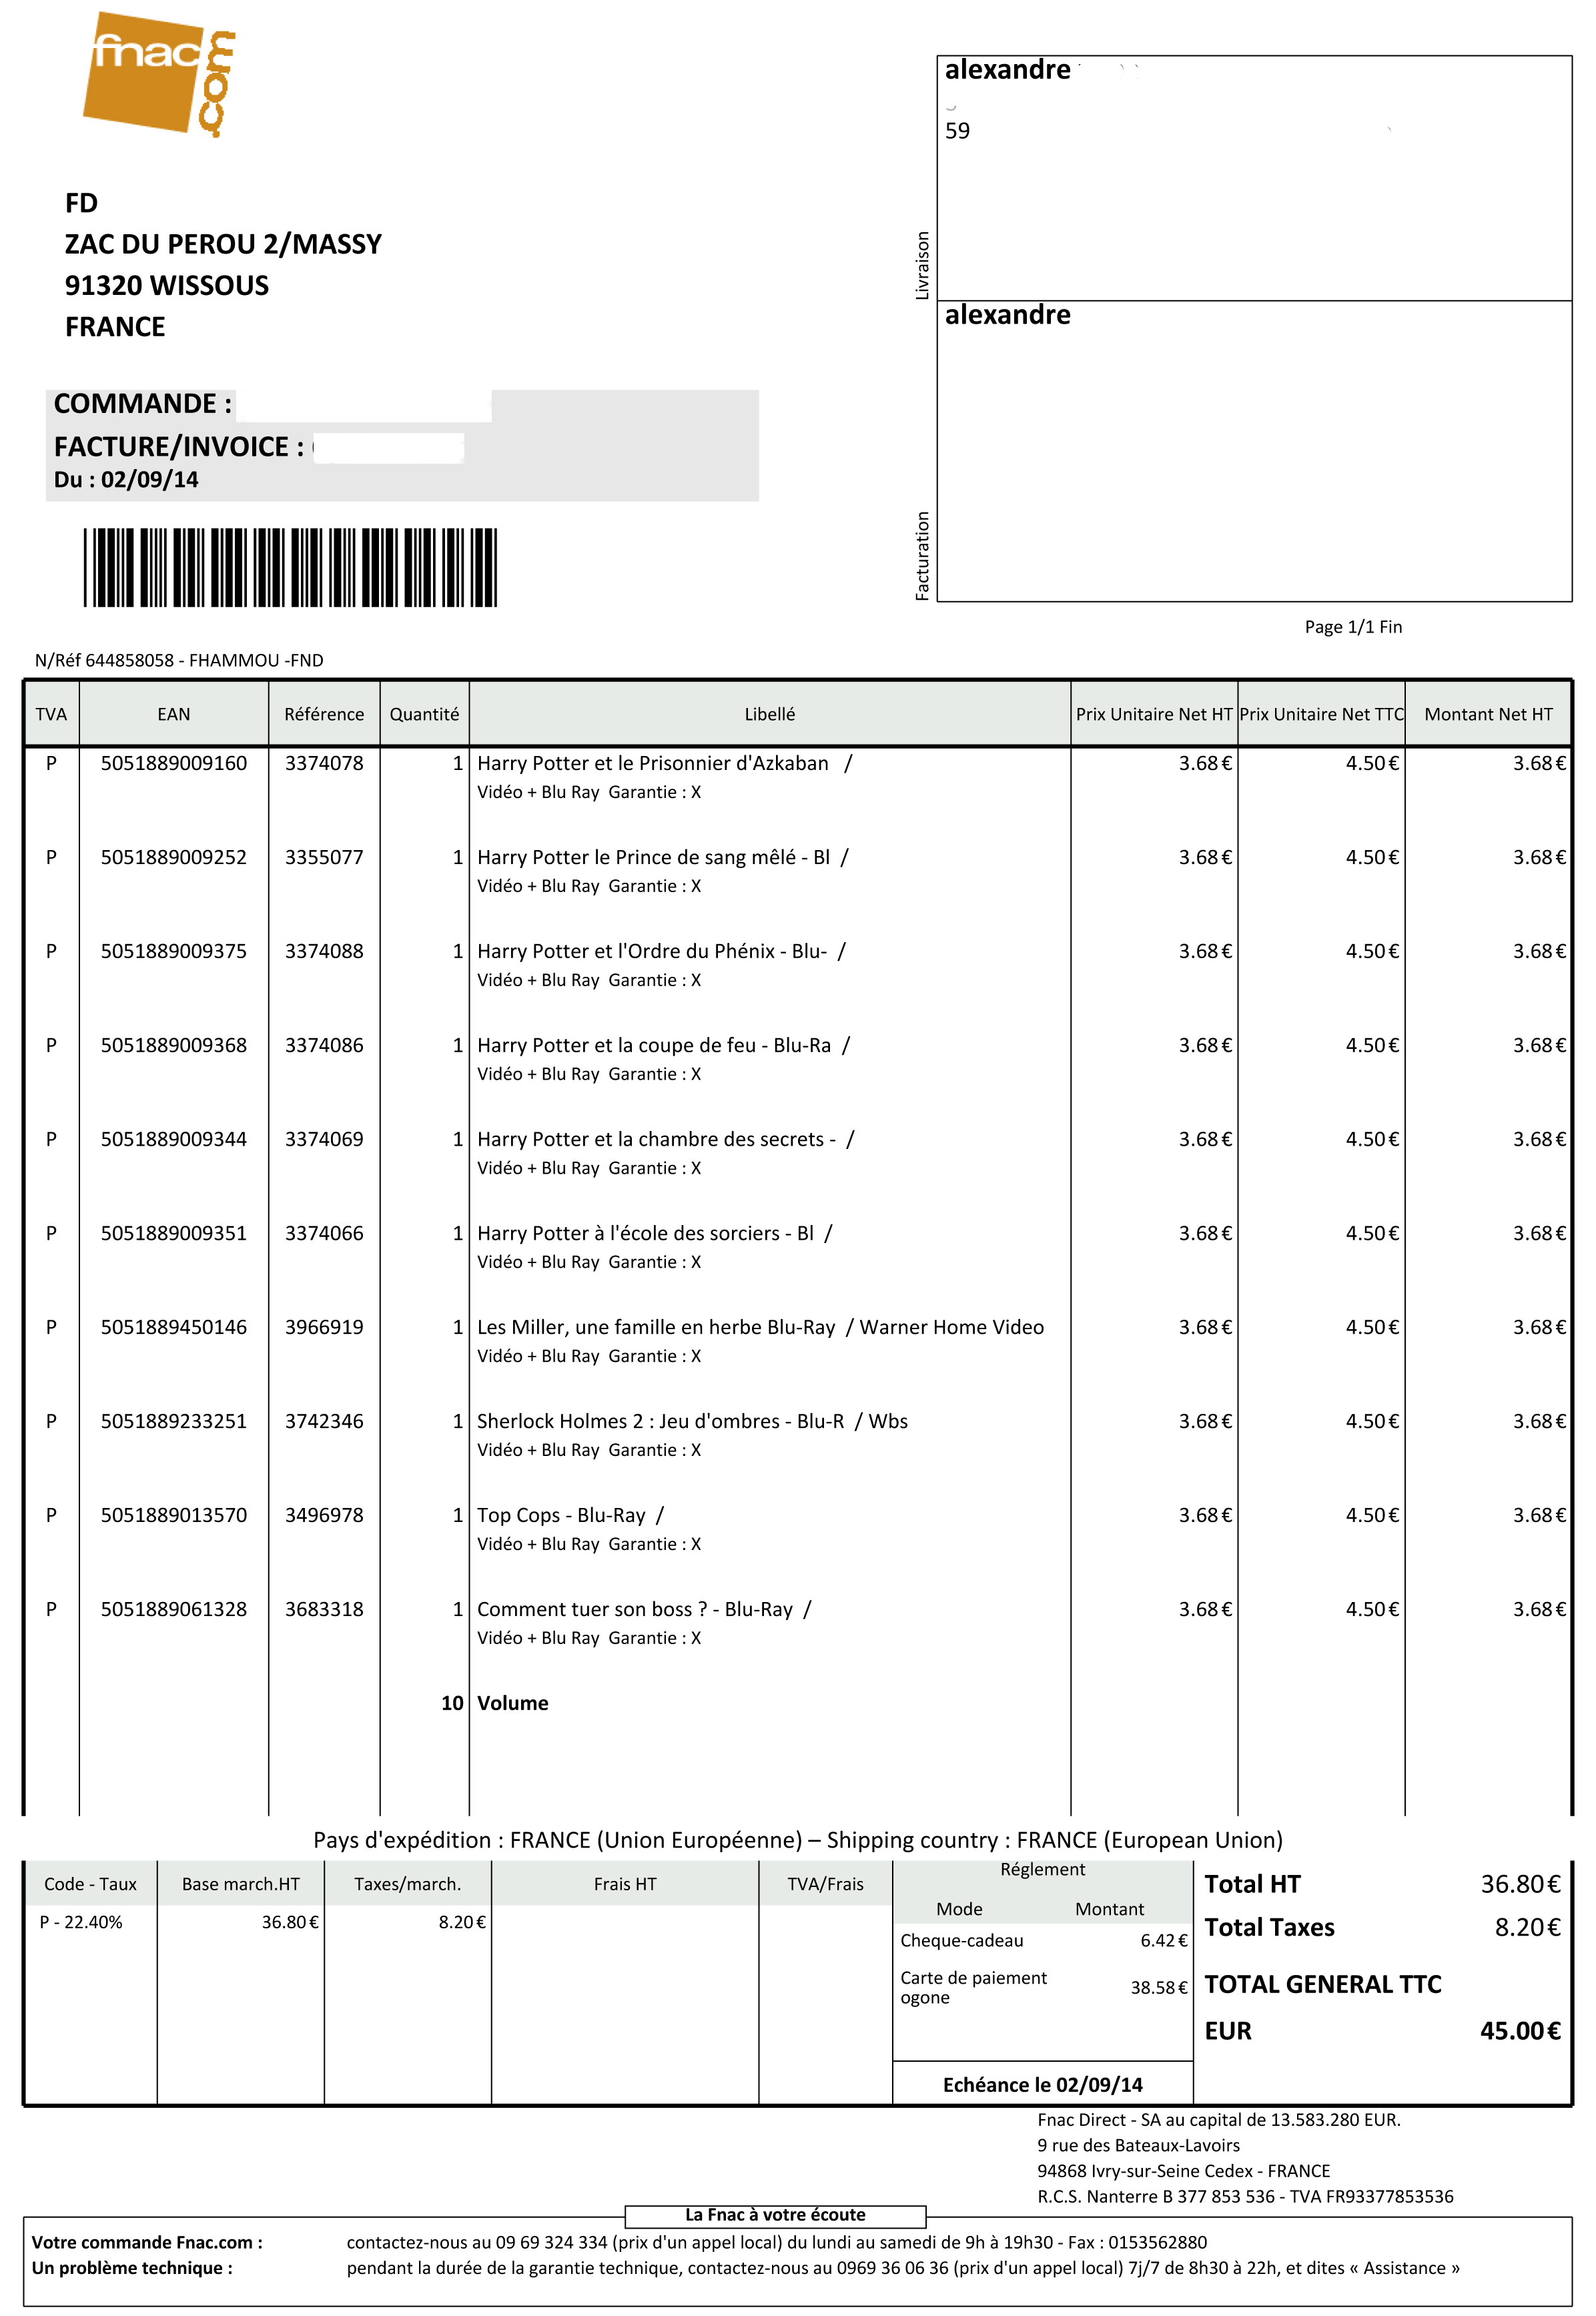 fnac.com
alexandre
59
Livraison
FD
ZAC DU PEROU 2/MASSY
91320 WISSOUS
FRANCE
alexandre
Facturation
COMMANDE :
FACTURE/INVOICE :
Du : 02/09/14
Page 1/1 Fin
N/Réf 644858058 - FHAMMOU -FND
TVA EAN Référence Quantité Libellé Prix Unitaire Net HT Prix Unitaire Net TTC Montant Net HT
P 5051889009160 3374078 1 Harry Potter et le Prisonnier d'Azkaban / 3.68€ 4.50€ 3.68€
Vidéo + Blu Ray Garantie : X
P 5051889009252 3355077 1 Harry Potter le Prince de sang mêlé - Bl / 3.68€ 4.50€ 3.68€
Vidéo + Blu Ray Garantie : X
P 5051889009375 3374088 1 Harry Potter et l'Ordre du Phénix - Blu- / 3.68€ 4.50€ 3.68€
Vidéo + Blu Ray Garantie : X
P 5051889009368 3374086 1 Harry Potter et la coupe de feu - Blu-Ra / 3.68€ 4.50€ 3.68€
Vidéo + Blu Ray Garantie : X
P 5051889009344 3374069 1 Harry Potter et la chambre des secrets - / 3.68€ 4.50€ 3.68€
Vidéo + Blu Ray Garantie : X
P 5051889009351 3374066 1 Harry Potter à l'école des sorciers - Bl / 3.68€ 4.50€ 3.68€
Vidéo + Blu Ray Garantie : X
P 5051889450146 3966919 1 Les Miller, une famille en herbe Blu-Ray / Warner Home Video 3.68€ 4.50€ 3.68€
Vidéo + Blu Ray Garantie : X
P 5051889233251 3742346 1 Sherlock Holmes 2 : Jeu d'ombres - Blu-R / Wbs 3.68€ 4.50€ 3.68€
Vidéo + Blu Ray Garantie : X
P 5051889013570 3496978 1 Top Cops - Blu-Ray / 3.68€ 4.50€ 3.68€
Vidéo + Blu Ray Garantie : X
P 5051889061328 3683318 1 Comment tuer son boss ? - Blu-Ray / 3.68€ 4.50€ 3.68€
Vidéo + Blu Ray Garantie : X
10 Volume
Pays d'expédition : FRANCE (Union Européenne) – Shipping country : FRANCE (European Union)
Code - Taux Base march.HT Taxes/march. Frais HT TVA/Frais
P - 22.40% 36.80€ 8.20€
Réglement
Mode Montant
Cheque-cadeau 6.42€
Carte de paiement
ogone 38.58€
Echéance le 02/09/14
Total HT 36.80€
Total Taxes 8.20€
TOTAL GENERAL TTC
EUR 45.00€
Fnac Direct - SA au capital de 13.583.280 EUR.
9 rue des Bateaux-Lavoirs
94868 Ivry-sur-Seine Cedex - FRANCE
R.C.S. Nanterre B 377 853 536 - TVA FR93377853536
La Fnac à votre écoute
Votre commande Fnac.com : contactez-nous au 09 69 324 334 (prix d'un appel local) du lundi au samedi de 9h à 19h30 - Fax : 0153562880
Un problème technique : pendant la durée de la garantie technique, contactez-nous au 0969 36 06 36 (prix d'un appel local) 7j/7 de 8h30 à 22h, et dites « Assistance »